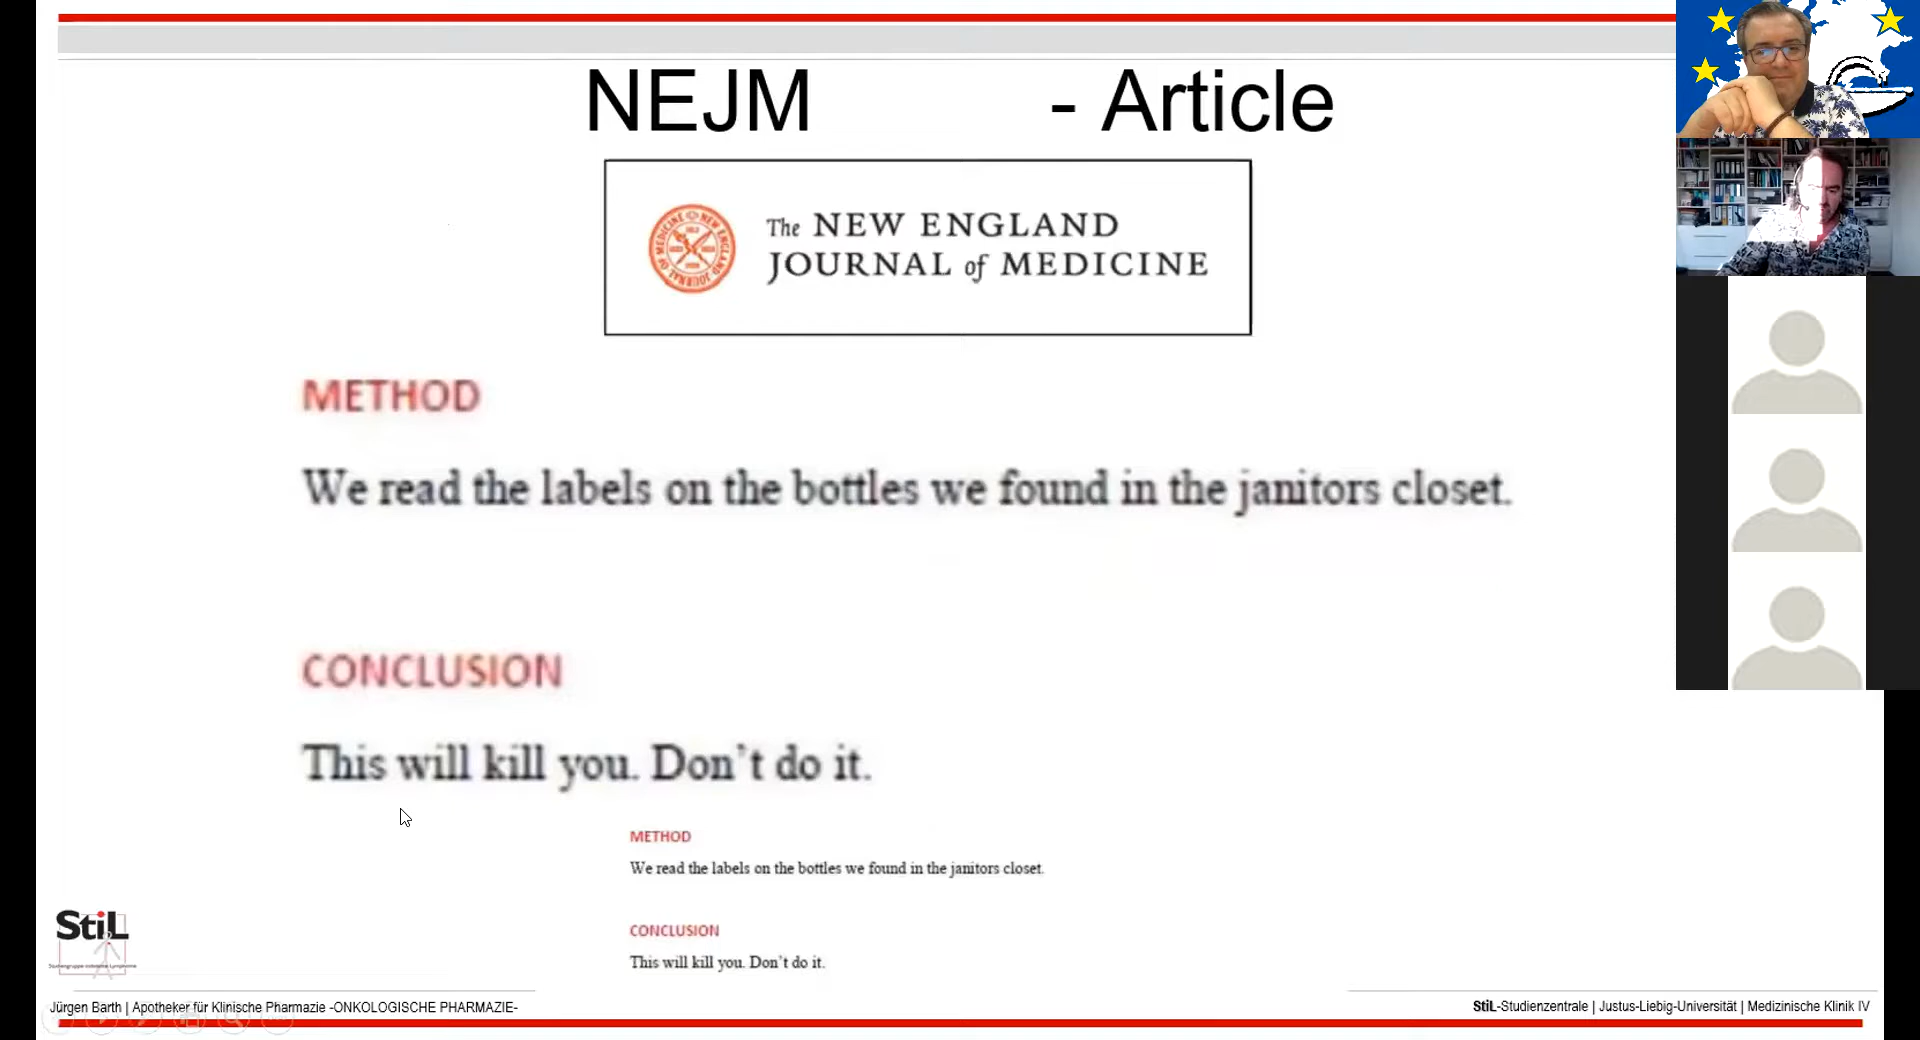 NEJM - Article
The NEW ENGLAND
JOURNAL of MEDICINE
METHOD
We read the labels on the bottles we found in the janitors closet.
CONCLUSION
This will kill you. Don't do it.
METHOD
We read the labels on the bottles we found in the janitors closet.
CONCLUSION
This will kill you. Don't do it.
StiL
Jürgen Barth | Apotheker für Klinische Pharmazie -ONKOLOGISCHE PHARMAZIE-
StiL-Studienzentrale | Justus-Liebig-Universität | Medizinische Klinik IV